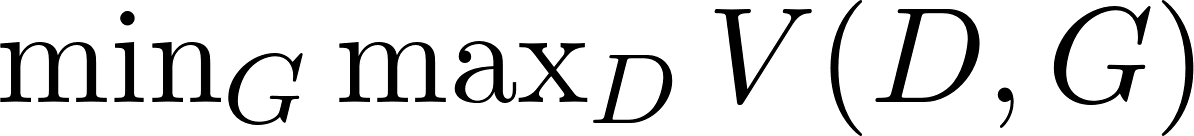 min_G max_D V(D, G)